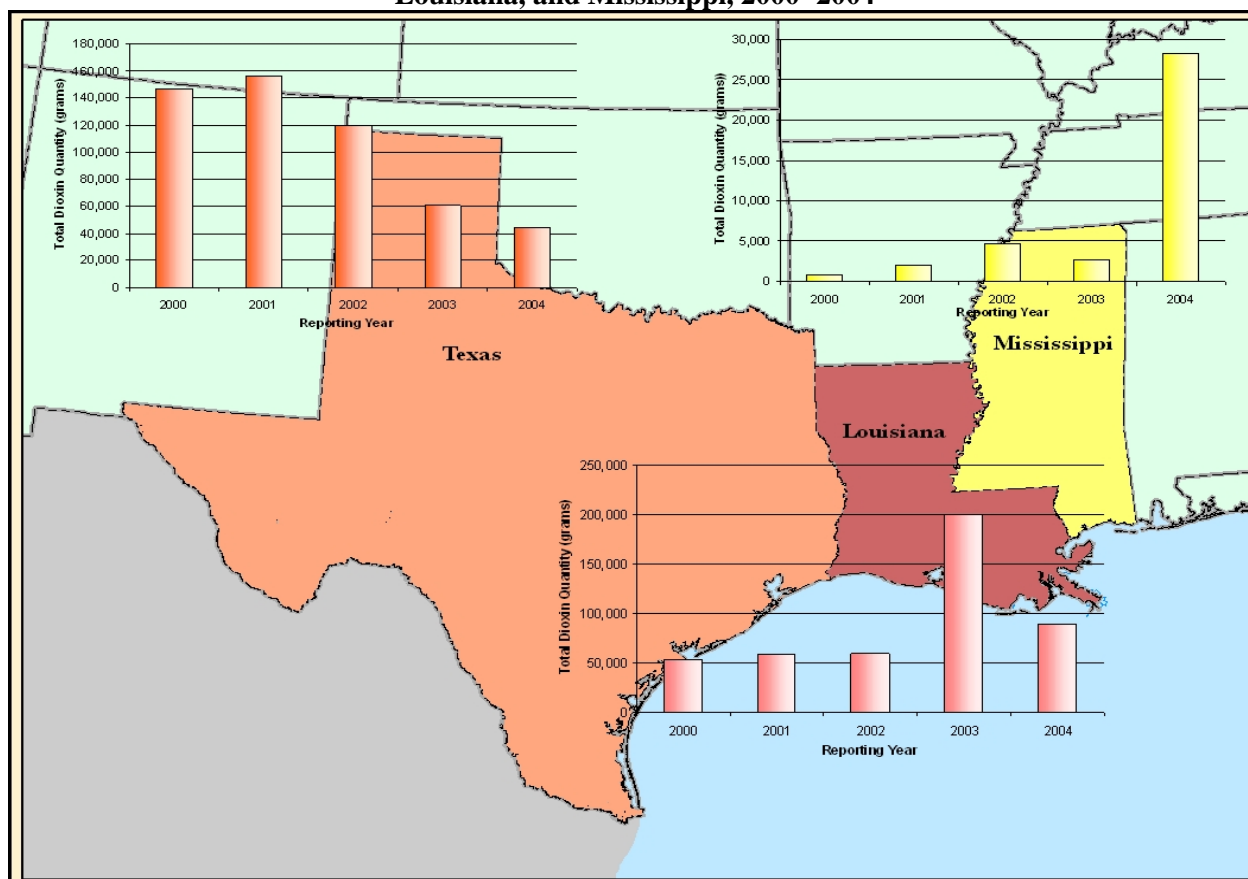 Louisiana, and Mississippi, 2000–2004
Total Dioxin Quantity (grams)
180,000
160,000
140,000
120,000
100,000
80,000
60,000
40,000
20,000
0
2000 2001 2002 2003 2004
Reporting Year
Total Dioxin Quantity (grams))
30,000
25,000
20,000
15,000
10,000
5,000
0
2000 2001 2002 2003 2004
Reporting Year
Texas
Mississippi
Louisiana
Total Dioxin Quantity (grams)
250,000
200,000
150,000
100,000
50,000
0
2000 2001 2002 2003 2004
Reporting Year